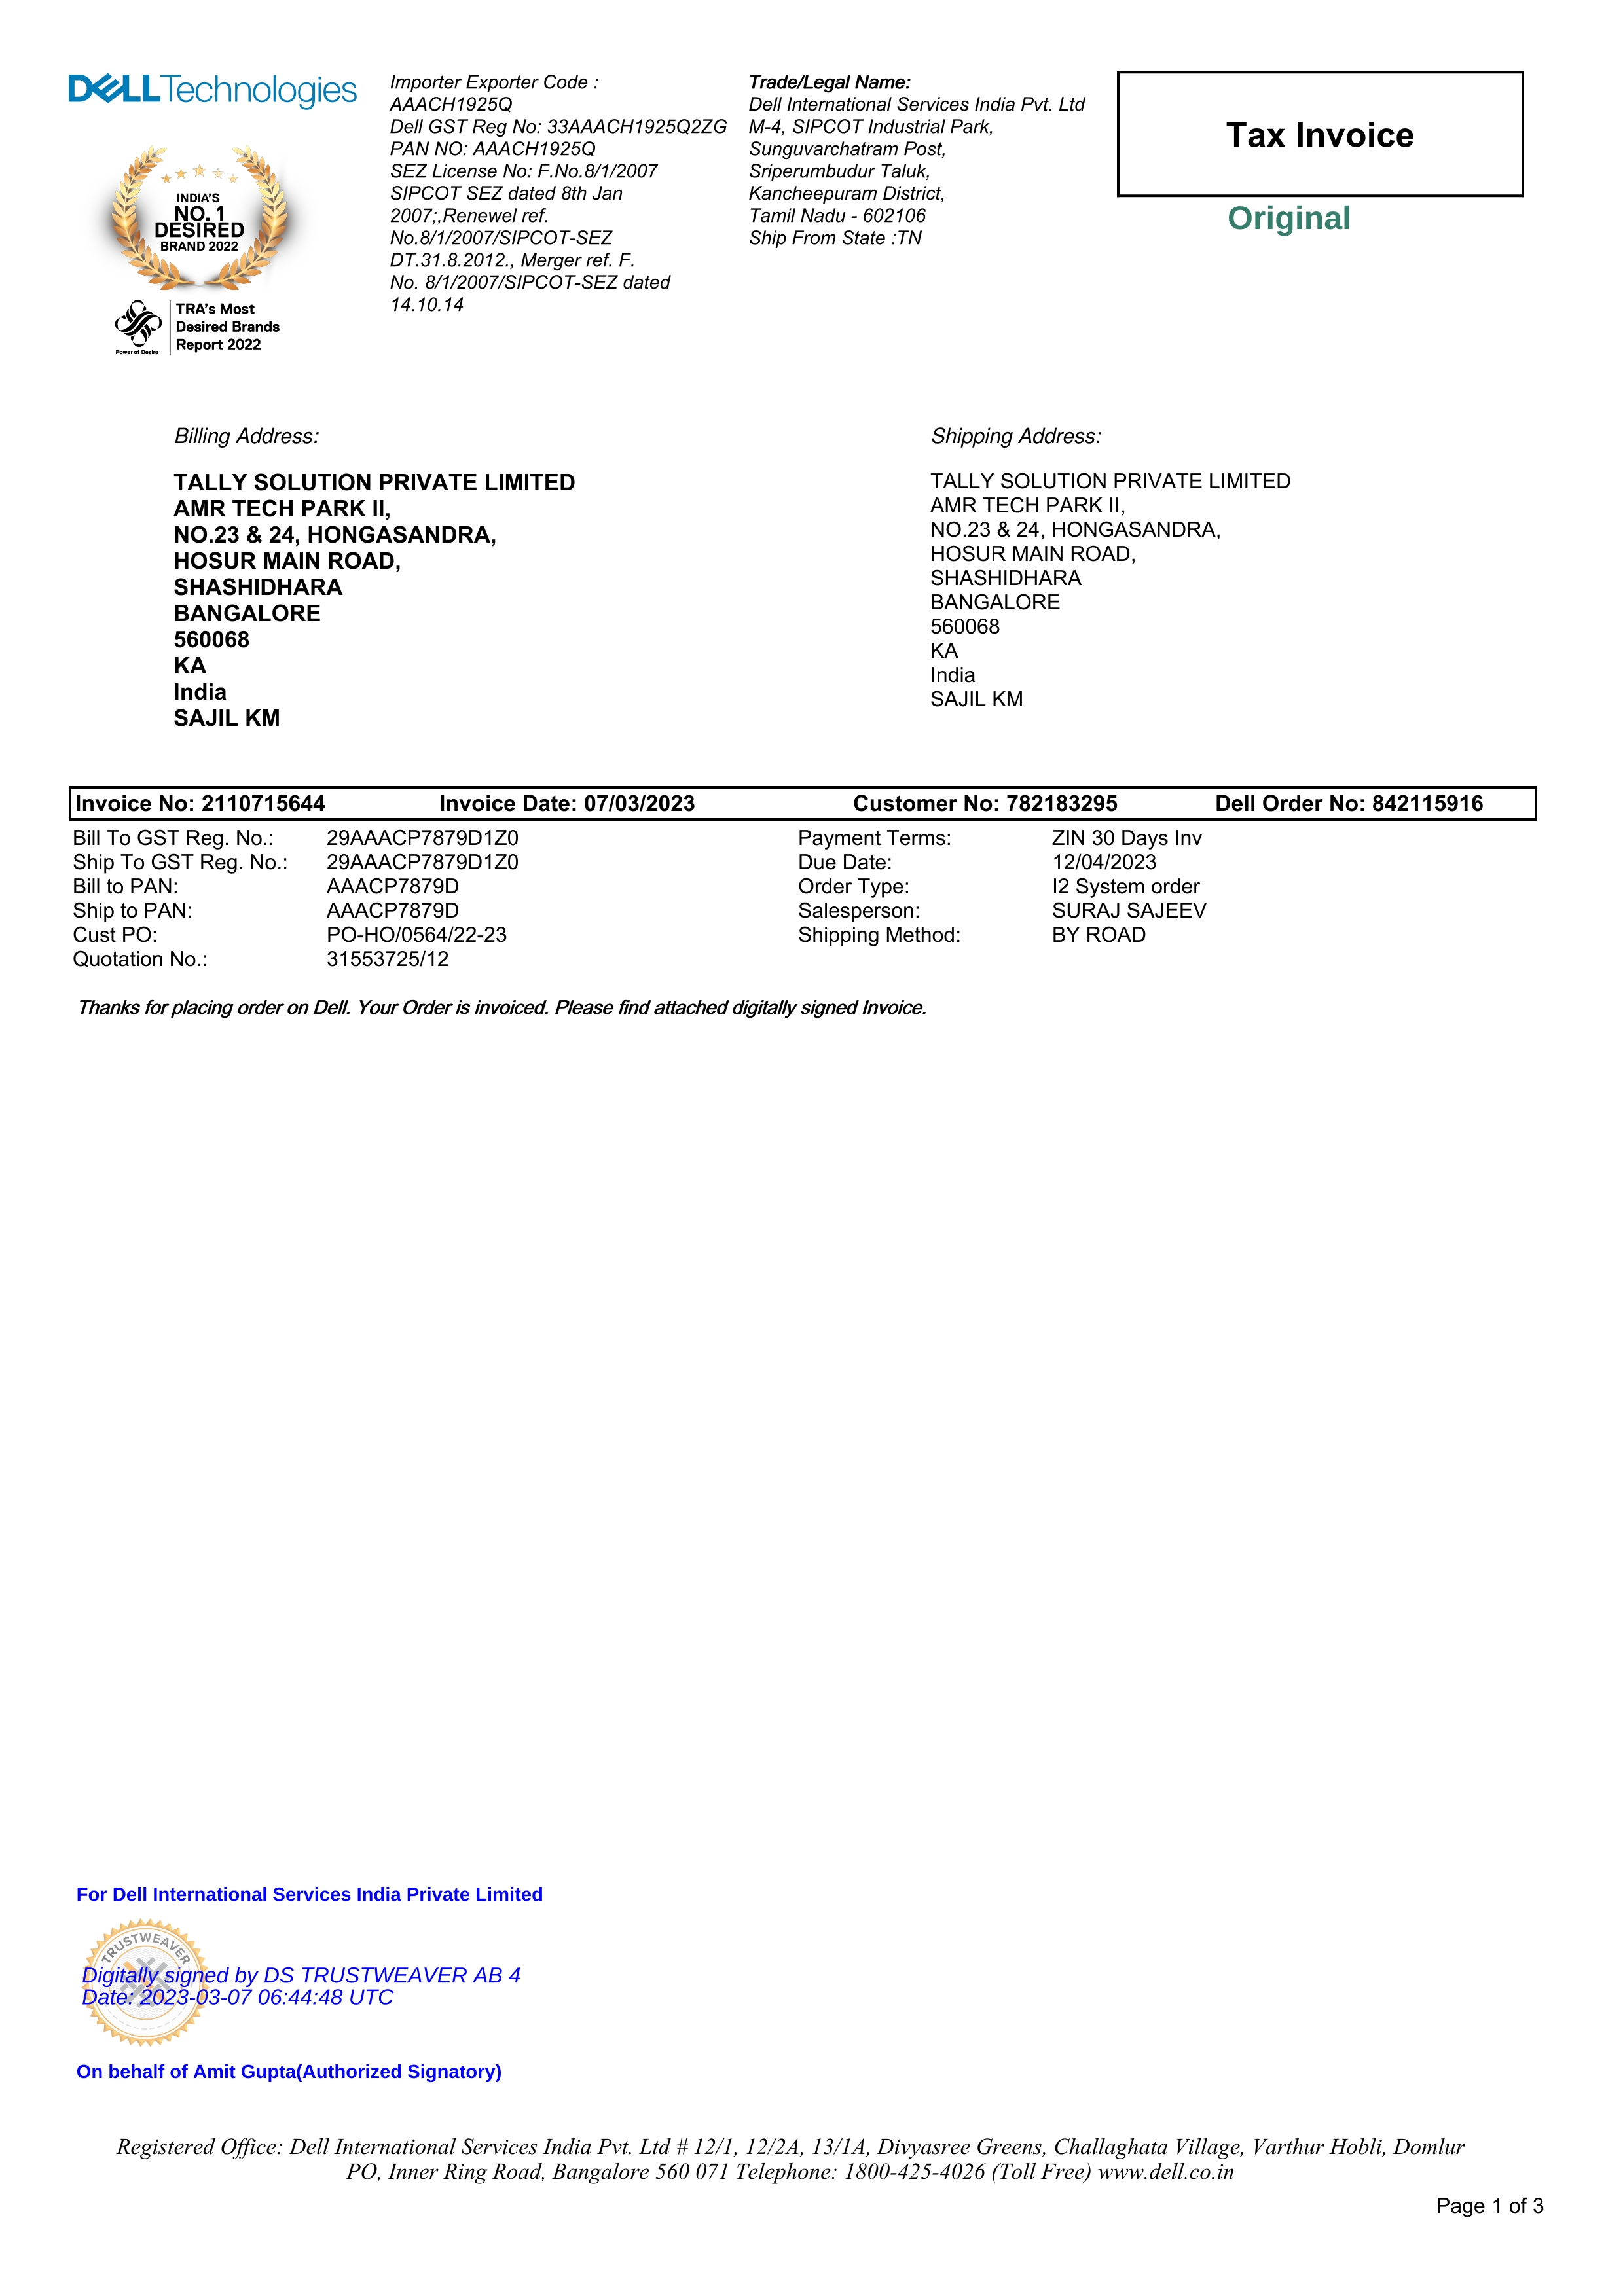 DELLTechnologies
INDIA'S
NO. 1
DESIRED
BRAND 2022
Power of Desire
TRA's Most
Desired Brands
Report 2022
Importer Exporter Code :
AAACH1925Q
Dell GST Reg No: 33AAACH1925Q2ZG
PAN NO: AAACH1925Q
SEZ License No: F.No.8/1/2007
SIPCOT SEZ dated 8th Jan
2007;,Renewel ref.
No.8/1/2007/SIPCOT-SEZ
DT.31.8.2012., Merger ref. F.
No. 8/1/2007/SIPCOT-SEZ dated
14.10.14
Trade/Legal Name:
Dell International Services India Pvt. Ltd
M-4, SIPCOT Industrial Park,
Sunguvarchatram Post,
Sriperumbudur Taluk,
Kancheepuram District,
Tamil Nadu - 602106
Ship From State :TN
Tax Invoice
Original
Billing Address:
TALLY SOLUTION PRIVATE LIMITED
AMR TECH PARK II,
NO.23 & 24, HONGASANDRA,
HOSUR MAIN ROAD,
SHASHIDHARA
BANGALORE
560068
KA
India
SAJIL KM
Shipping Address:
TALLY SOLUTION PRIVATE LIMITED
AMR TECH PARK II,
NO.23 & 24, HONGASANDRA,
HOSUR MAIN ROAD,
SHASHIDHARA
BANGALORE
560068
KA
India
SAJIL KM
Invoice No: 2110715644 Invoice Date: 07/03/2023 Customer No: 782183295 Dell Order No: 842115916
Bill To GST Reg. No.: 29AAACP7879D1Z0 Payment Terms: ZIN 30 Days Inv
Ship To GST Reg. No.: 29AAACP7879D1Z0 Due Date: 12/04/2023
Bill to PAN: AAACP7879D Order Type: I2 System order
Ship to PAN: AAACP7879D Salesperson: SURAJ SAJEEV
Cust PO: PO-HO/0564/22-23 Shipping Method: BY ROAD
Quotation No.: 31553725/12
Thanks for placing order on Dell. Your Order is invoiced. Please find attached digitally signed Invoice.
For Dell International Services India Private Limited
TRUSTWEAVER
Digitally signed by DS TRUSTWEAVER AB 4
Date: 2023-03-07 06:44:48 UTC
On behalf of Amit Gupta(Authorized Signatory)
Registered Office: Dell International Services India Pvt. Ltd # 12/1, 12/2A, 13/1A, Divyasree Greens, Challaghata Village, Varthur Hobli, Domlur
PO, Inner Ring Road, Bangalore 560 071 Telephone: 1800-425-4026 (Toll Free) www.dell.co.in
Page 1 of 3